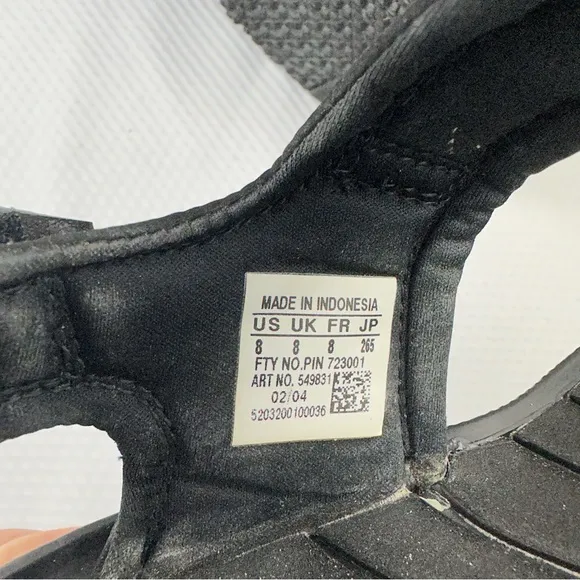 MADE IN INDONESIA
US UK FR JP
8 8 8 265
FTY NO.PIN 723001
ART NO. 549831
02/04
5203200100036